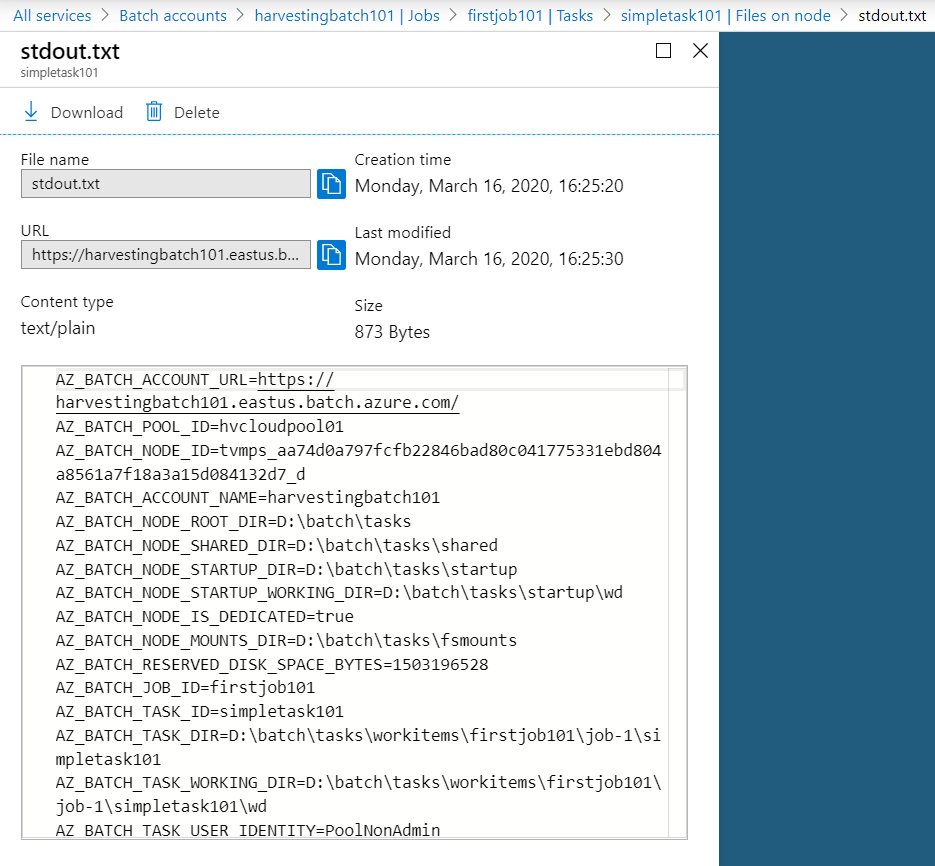 All services > Batch accounts > harvestingbatch101 | Jobs > firstjob101 | Tasks > simpletask101 | Files on node > stdout.txt
stdout.txt
simpletask101
Download Delete
File name
stdout.txt
Creation time
Monday, March 16, 2020, 16:25:20
URL
https://harvestingbatch101.eastus.b...
Last modified
Monday, March 16, 2020, 16:25:30
Content type
text/plain
Size
873 Bytes
AZ_BATCH_ACCOUNT_URL=https://
harvestingbatch101.eastus.batch.azure.com/
AZ_BATCH_POOL_ID=hvcloudpool01
AZ_BATCH_NODE_ID=tvmps_aa74d0a797fcfb22846bad80c041775331ebd804
a8561a7f18a3a15d084132d7_d
AZ_BATCH_ACCOUNT_NAME=harvestingbatch101
AZ_BATCH_NODE_ROOT_DIR=D:\batch\tasks
AZ_BATCH_NODE_SHARED_DIR=D:\batch\tasks\shared
AZ_BATCH_NODE_STARTUP_DIR=D:\batch\tasks\startup
AZ_BATCH_NODE_STARTUP_WORKING_DIR=D:\batch\tasks\startup\wd
AZ_BATCH_NODE_IS_DEDICATED=true
AZ_BATCH_NODE_MOUNTS_DIR=D:\batch\tasks\fsmounts
AZ_BATCH_RESERVED_DISK_SPACE_BYTES=1503196528
AZ_BATCH_JOB_ID=firstjob101
AZ_BATCH_TASK_ID=simpletask101
AZ_BATCH_TASK_DIR=D:\batch\tasks\workitems\firstjob101\job-1\si
mpletask101
AZ_BATCH_TASK_WORKING_DIR=D:\batch\tasks\workitems\firstjob101\
job-1\simpletask101\wd
AZ_BATCH_TASK_USER_IDENTITY=PoolNonAdmin